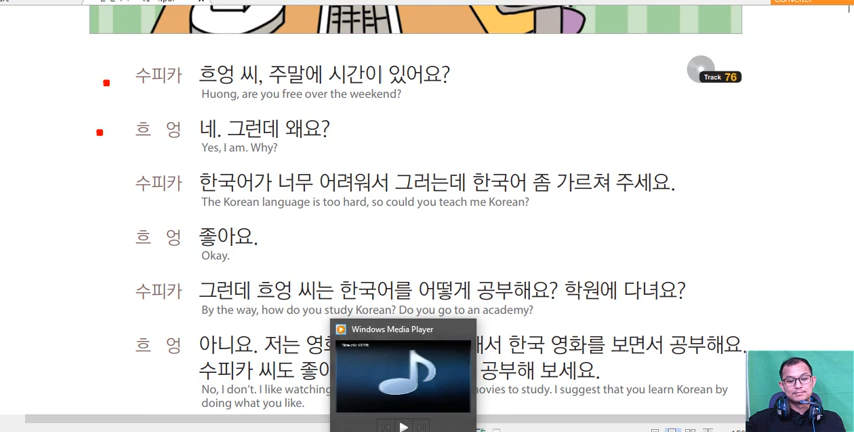 Converter
수피카 흐엉 씨, 주말에 시간이 있어요?
Track 76
Huong, are you free over the weekend?
흐 엉 네. 그런데 왜요?
Yes, I am. Why?
수피카 한국어가 너무 어려워서 그러는데 한국어 좀 가르쳐 주세요.
The Korean language is too hard, so could you teach me Korean?
흐 엉 좋아요.
Okay.
수피카 그런데 흐엉 씨는 한국어를 어떻게 공부해요? 학원에 다녀요?
By the way, how do you study Korean? Do you go to an academy?
Windows Media Player
흐 엉 아니요. 저는 영화 해서 한국 영화를 보면서 공부해요.
수피카 씨도 좋아 공부해 보세요.
No, I don't. I like watching movies to study. I suggest that you learn Korean by
doing what you like.